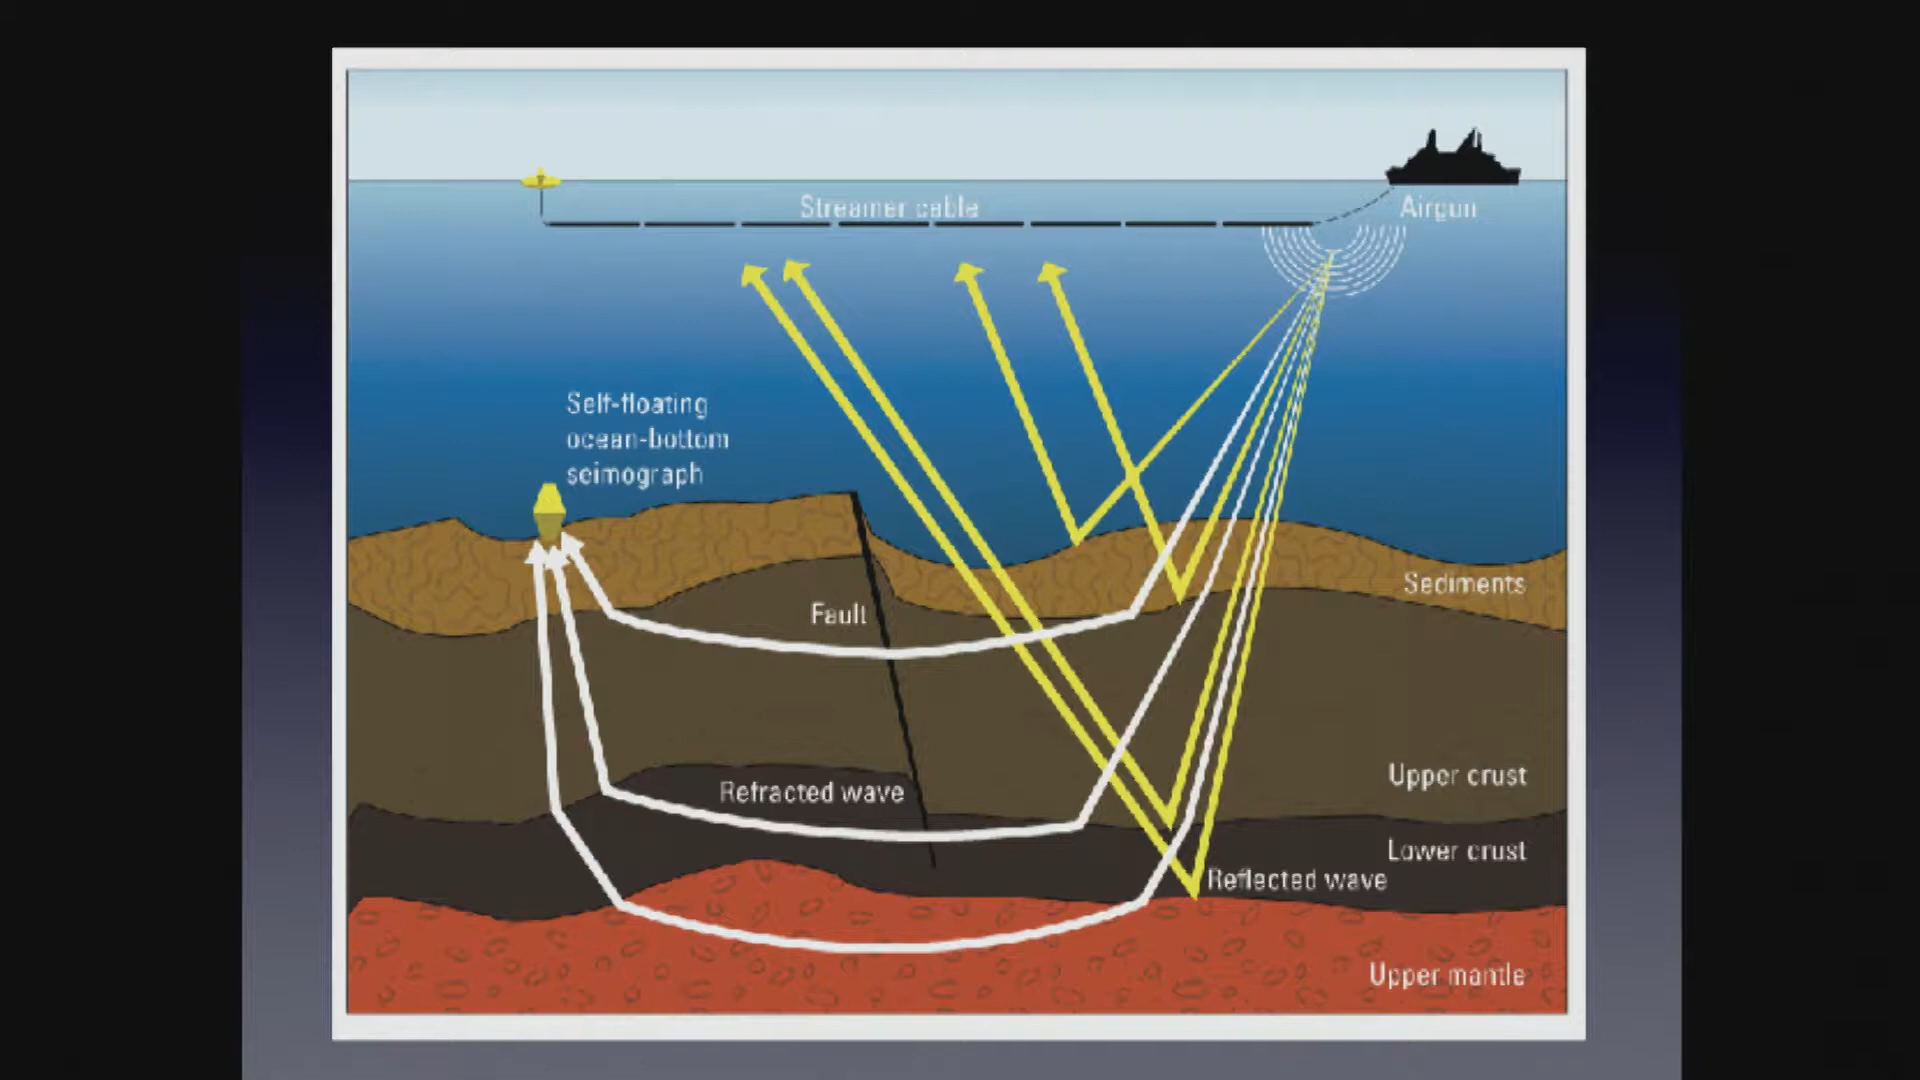 Streamer cable
Airgun
Self-floating
ocean-bottom
seimograph
Sediments
Fault
Upper crust
Refracted wave
Lower crust
Reflected wave
Upper mantle